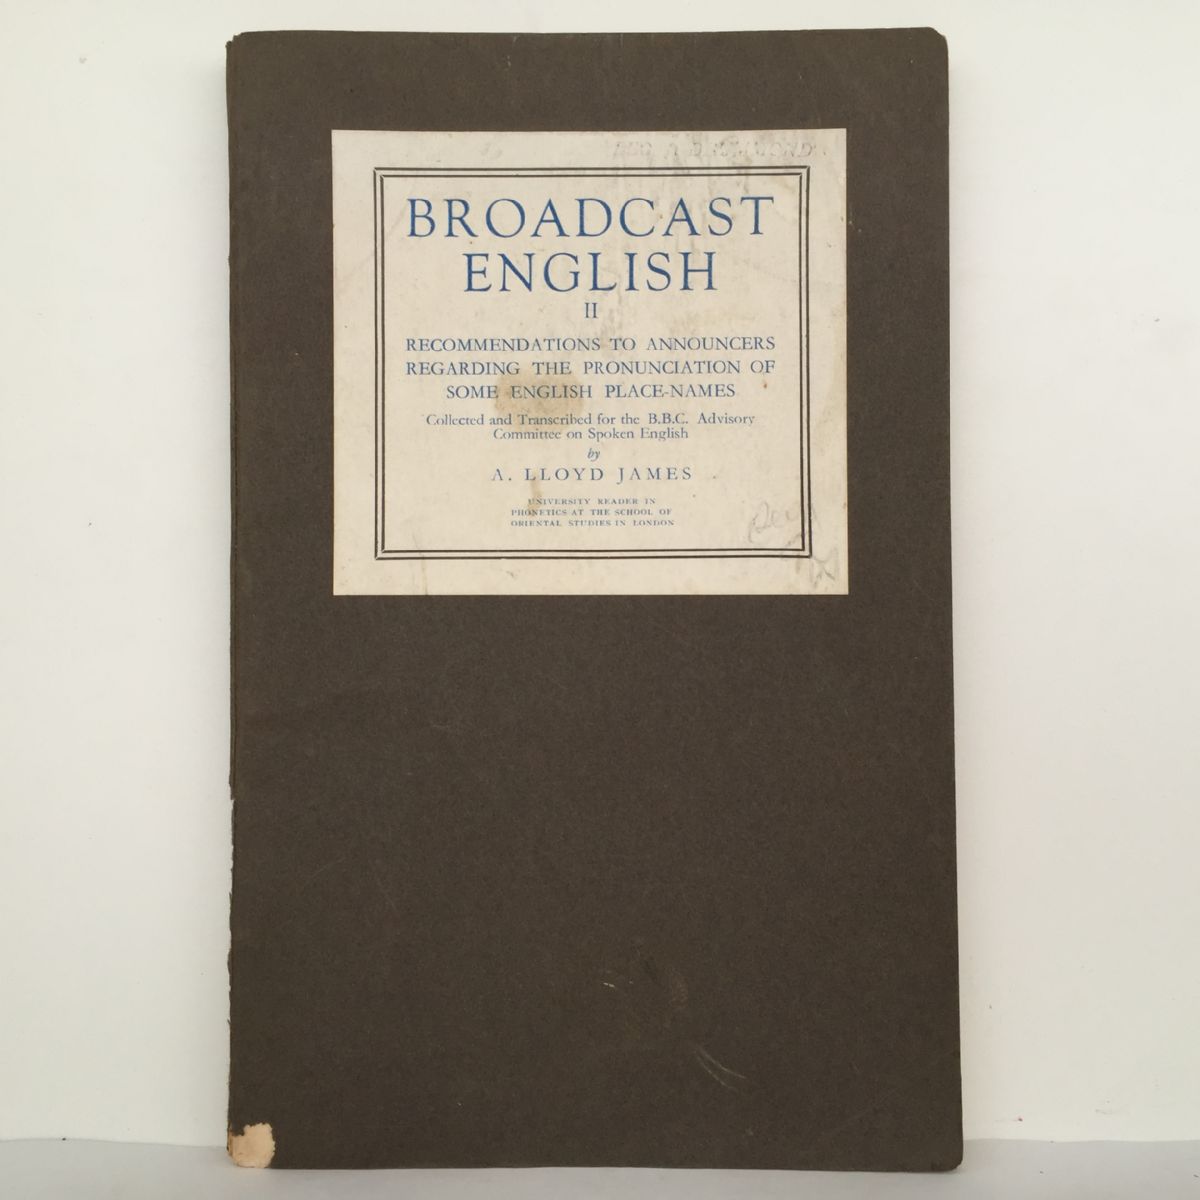 BROADCAST
ENGLISH
II
RECOMMENDATIONS TO ANNOUNCERS
REGARDING THE PRONUNCIATION OF
SOME ENGLISH PLACE-NAMES
Collected and Transcribed for the B.B.C. Advisory
Committee on Spoken English
by
A. LLOYD JAMES
UNIVERSITY READER IN
PHONETICS AT THE SCHOOL OF
ORIENTAL STUDIES IN LONDON